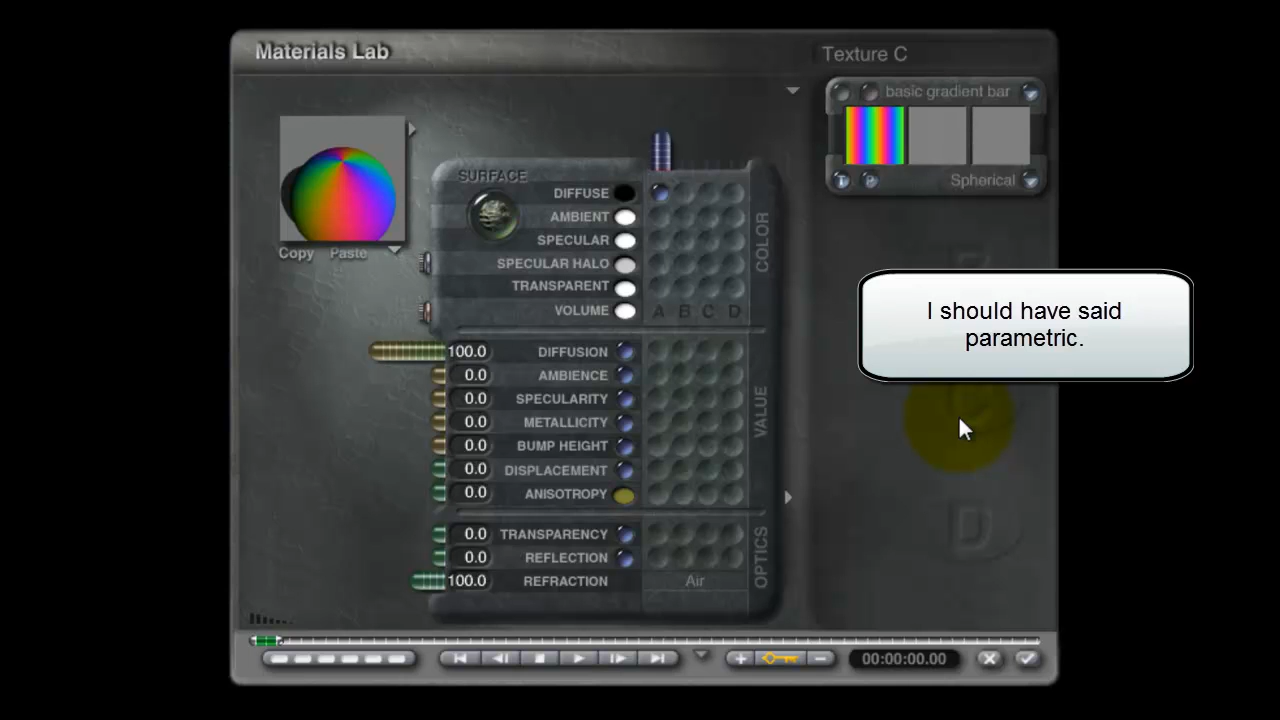 Materials Lab
Texture C
basic gradient bar
Spherical
Copy Paste
SURFACE
DIFFUSE
AMBIENT
SPECULAR
SPECULAR HALO
TRANSPARENT
VOLUME
A B C D
COLOR
100.0 DIFFUSION
0.0 AMBIENCE
0.0 SPECULARITY
0.0 METALLICITY
0.0 BUMP HEIGHT
0.0 DISPLACEMENT
0.0 ANISOTROPY
VALUE
0.0 TRANSPARENCY
0.0 REFLECTION
100.0 REFRACTION
Air
OPTICS
I should have said
parametric.
D
00:00:00.00